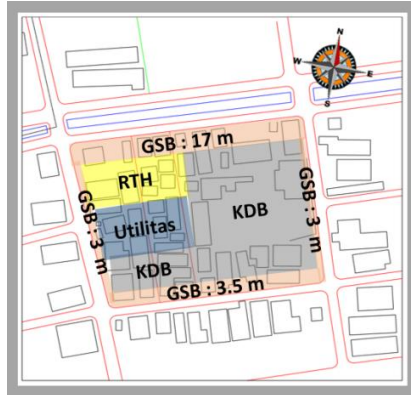 N
W
E
S
GSB : 17 m
RTH
KDB
GSB : 3 m
Utilitas
GSB : 3 m
KDB
GSB : 3.5 m